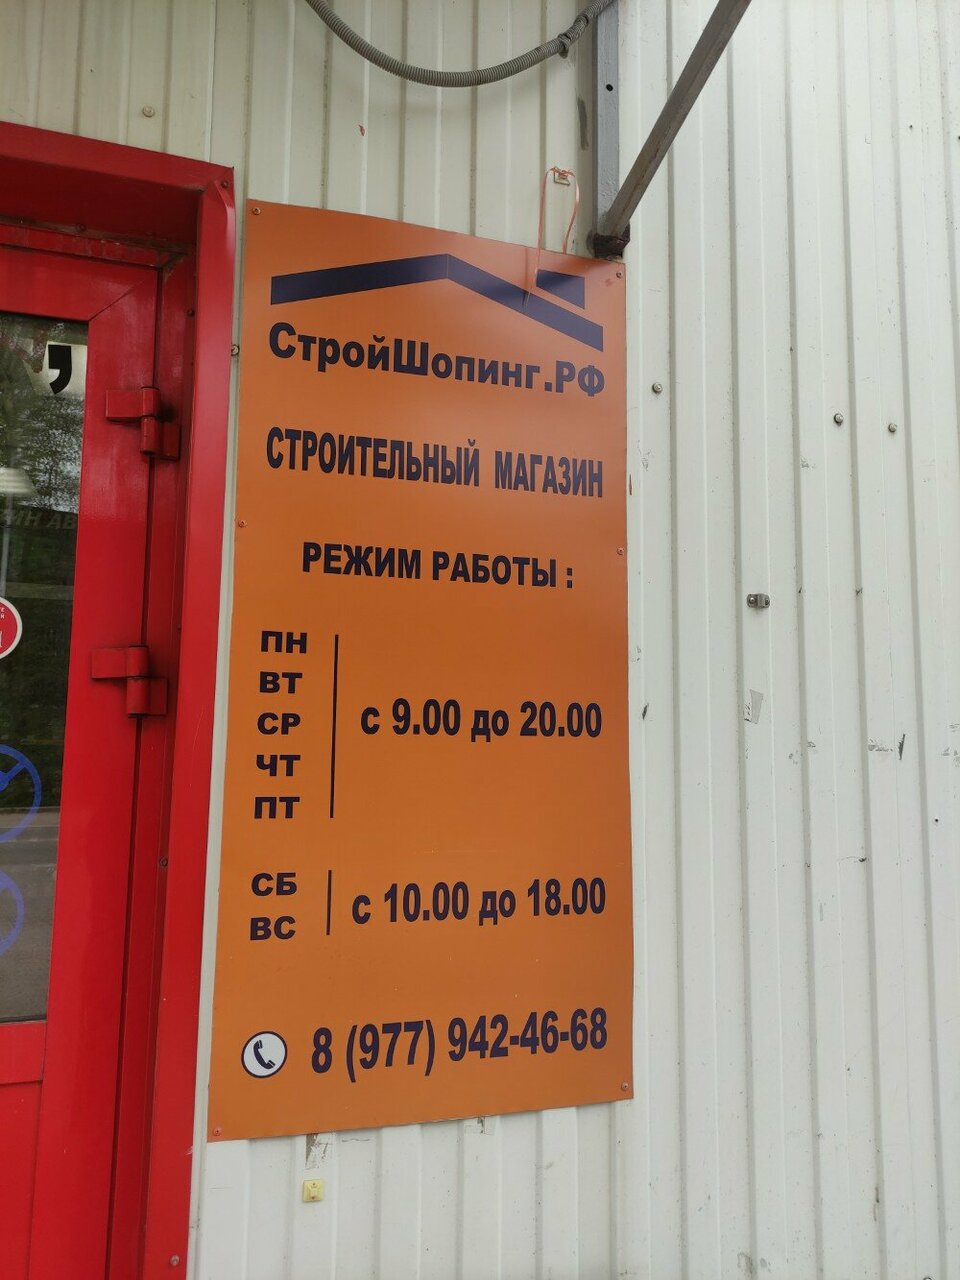 СтройШопинг.РФ
СТРОИТЕЛЬНЫЙ МАГАЗИН
РЕЖИМ РАБОТЫ :
ПН
ВТ
СР
ЧТ
ПТ
с 9.00 до 20.00
СБ
ВС
с 10.00 до 18.00
8 (977) 942-46-68